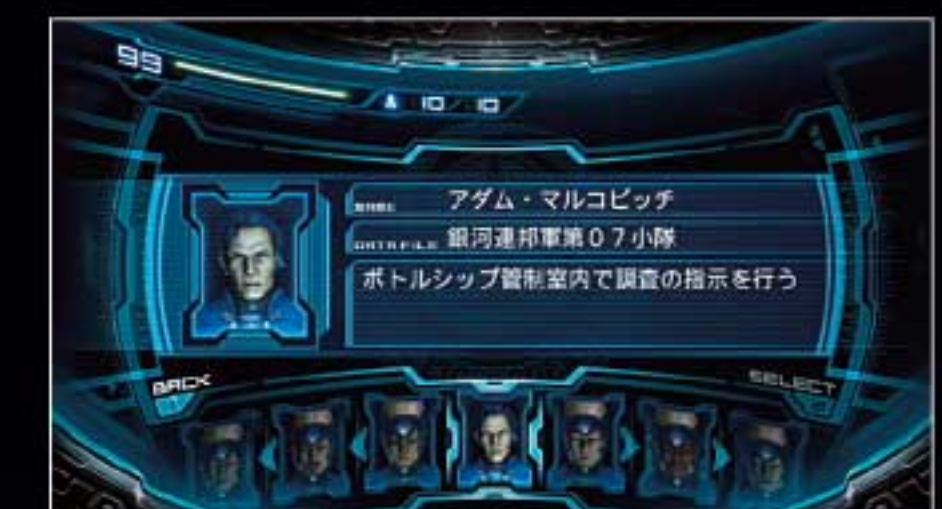 99
10/10
NAME アダム・マルコビッチ
DATA FILE 銀河連邦軍第07小隊
ボトルシップ管制室内で調査の指示を行う
BACK
SELECT